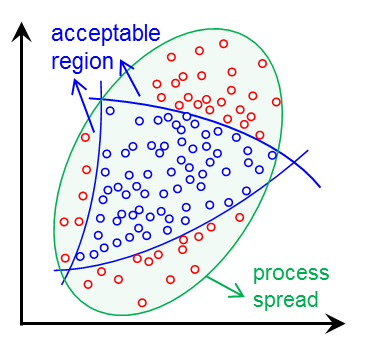 acceptable
region
process
spread